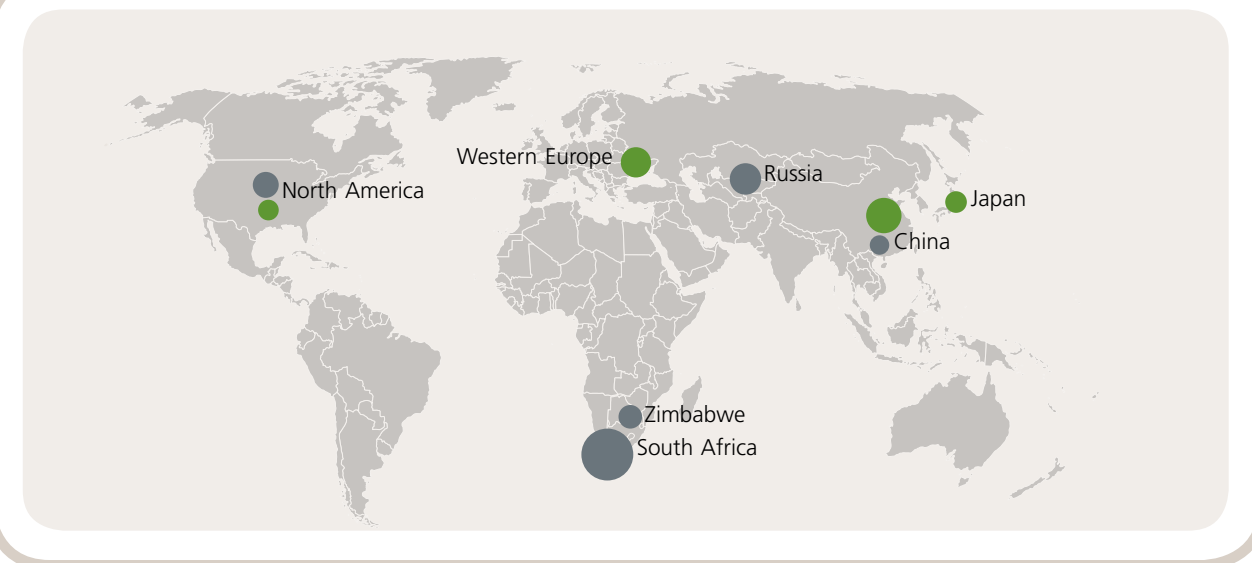 Western Europe
Russia
North America
Japan
China
Zimbabwe
South Africa